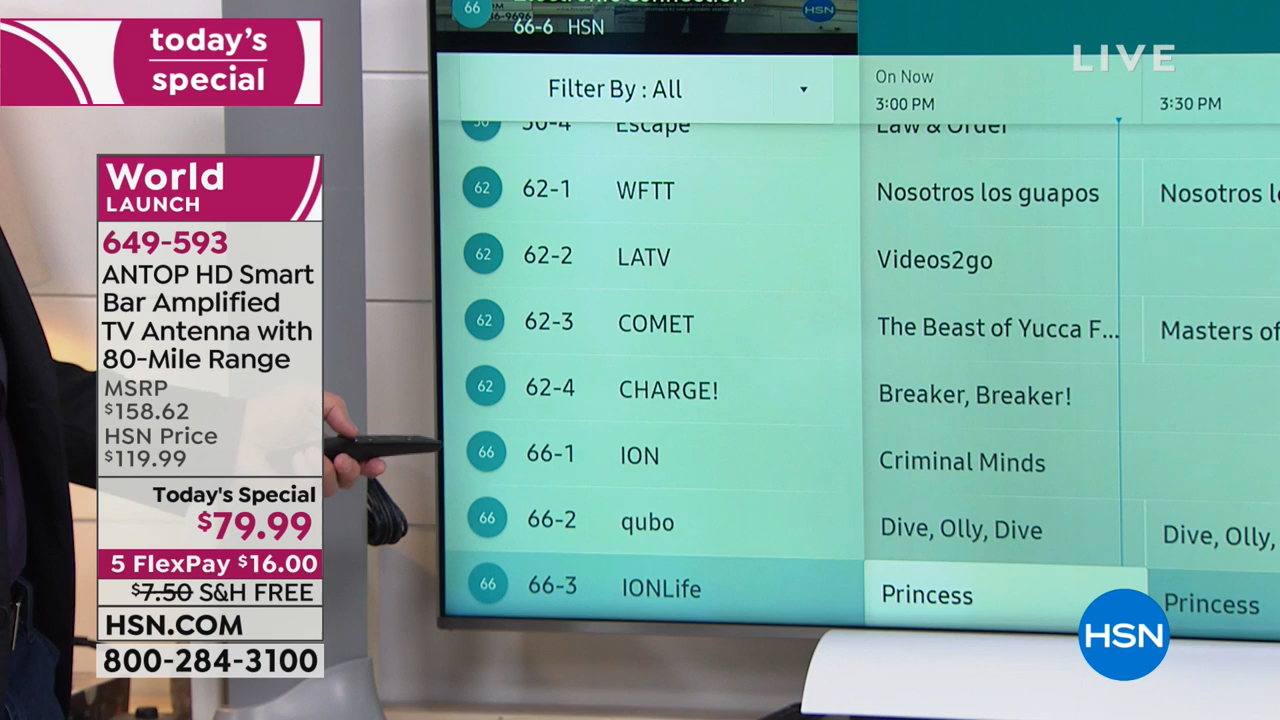 today's
special
World
LAUNCH
649-593
ANTOP HD Smart
Bar Amplified
TV Antenna with
80-Mile Range
MSRP
$158.62
HSN Price
$119.99
Today's Special
$79.99
5 FlexPay $16.00
$7.50 S&H FREE
HSN.COM
800-284-3100
66
Electronic Connection
HSN
66-6 HSN
LIVE
Filter By : All
On Now
3:00 PM
3:30 PM
50-4 Escape Law & Order
62 62-1 WFTT Nosotros los guapos Nosotros
62 62-2 LATV Videos2go
62 62-3 COMET The Beast of Yucca F... Masters of
62 62-4 CHARGE! Breaker, Breaker!
66 66-1 ION Criminal Minds
66 66-2 qubo Dive, Olly, Dive Dive, Olly,
66 66-3 IONLife Princess Princess
HSN